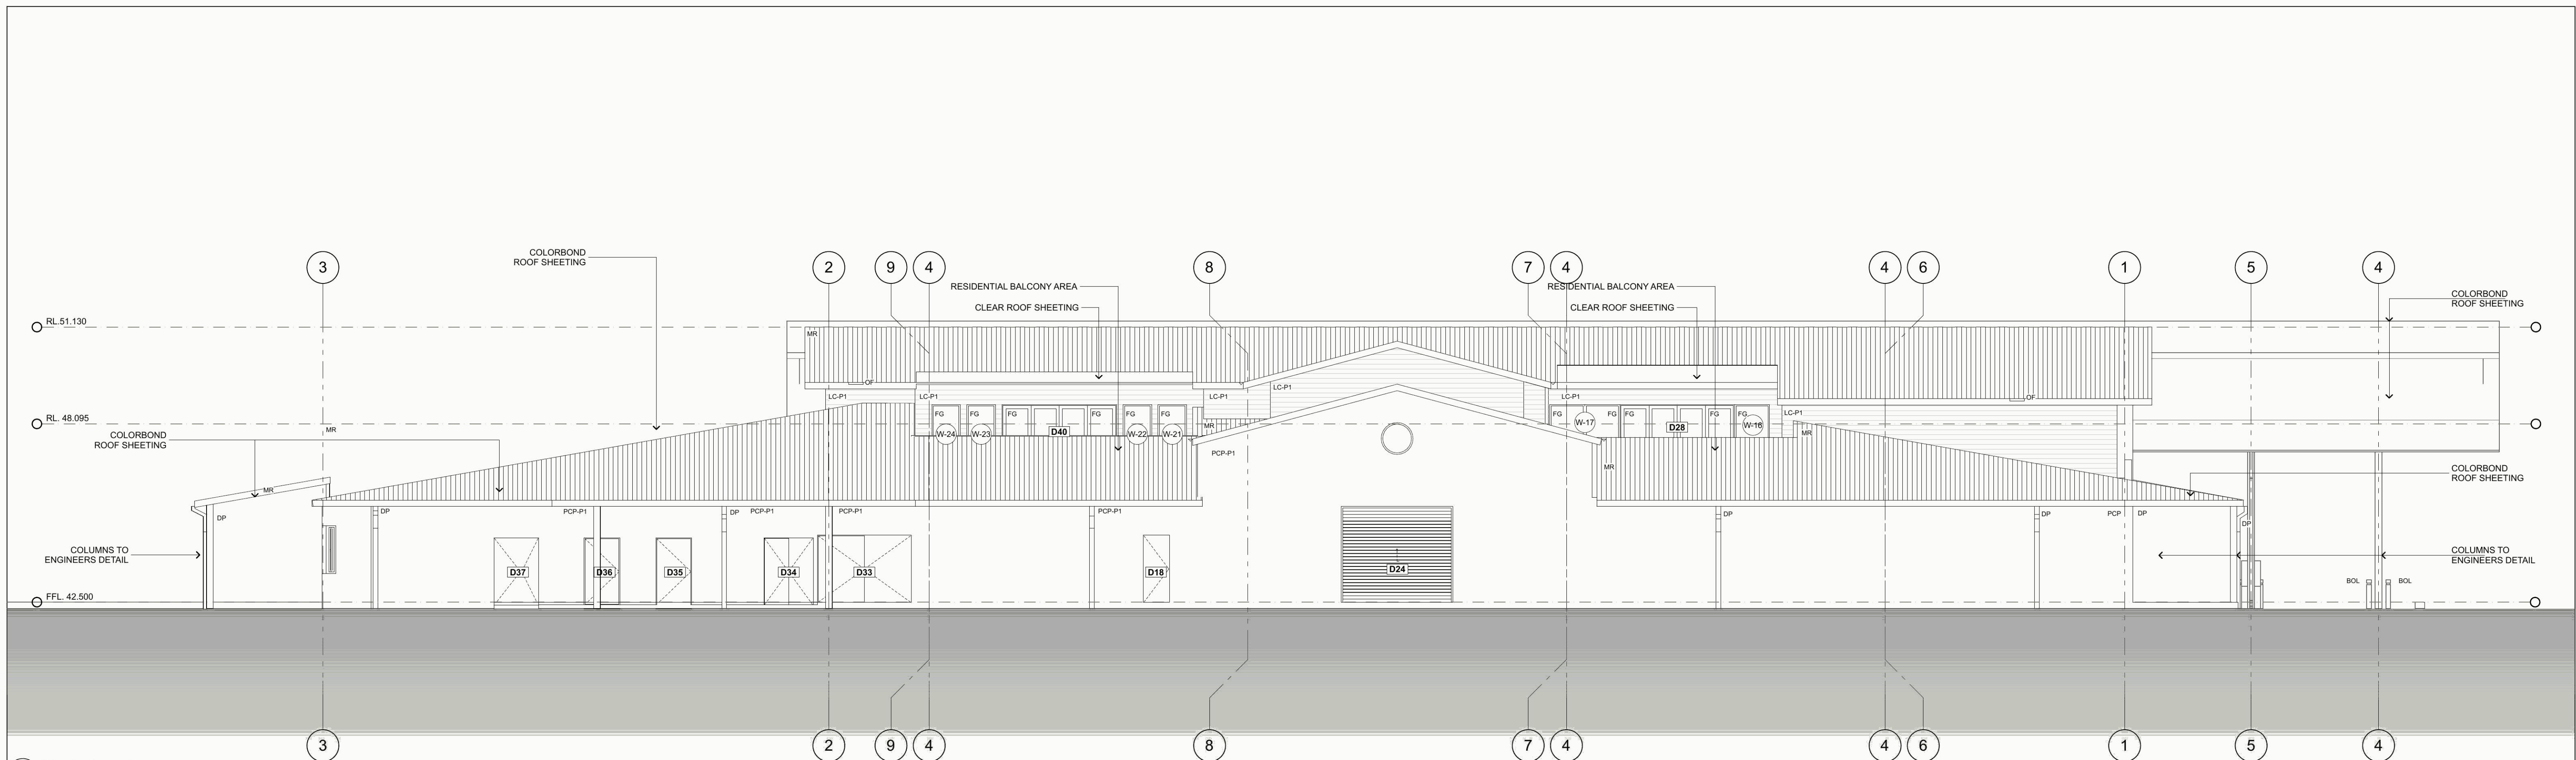 COLORBOND
ROOF SHEETING
3
2
9
4
8
7
4
4
6
1
5
4
RESIDENTIAL BALCONY AREA
RESIDENTIAL BALCONY AREA
COLORBOND
ROOF SHEETING
CLEAR ROOF SHEETING
CLEAR ROOF SHEETING
RL.51.130
MR
OF
LC-P1
LC-P1
LC-P1
LC-P1
LC-P1
OF
LC-P1
RL. 48.095
FG
FG
FG
FG
FG
FG
FG
FG
FG
FG
FG
W-24
W-23
D40
W-22
W-21
W-17
D28
W-16
MR
MR
MR
COLORBOND
ROOF SHEETING
PCP-P1
MR
COLORBOND
ROOF SHEETING
MR
DP
DP
PCP-P1
DP
PCP-P1
PCP-P1
PCP-P1
DP
DP
PCP
DP
DP
COLUMNS TO
ENGINEERS DETAIL
COLUMNS TO
ENGINEERS DETAIL
D37
D36
D35
D34
D33
D18
D24
BOL
BOL
FFL. 42.500
3
2
9
4
8
7
4
4
6
1
5
4